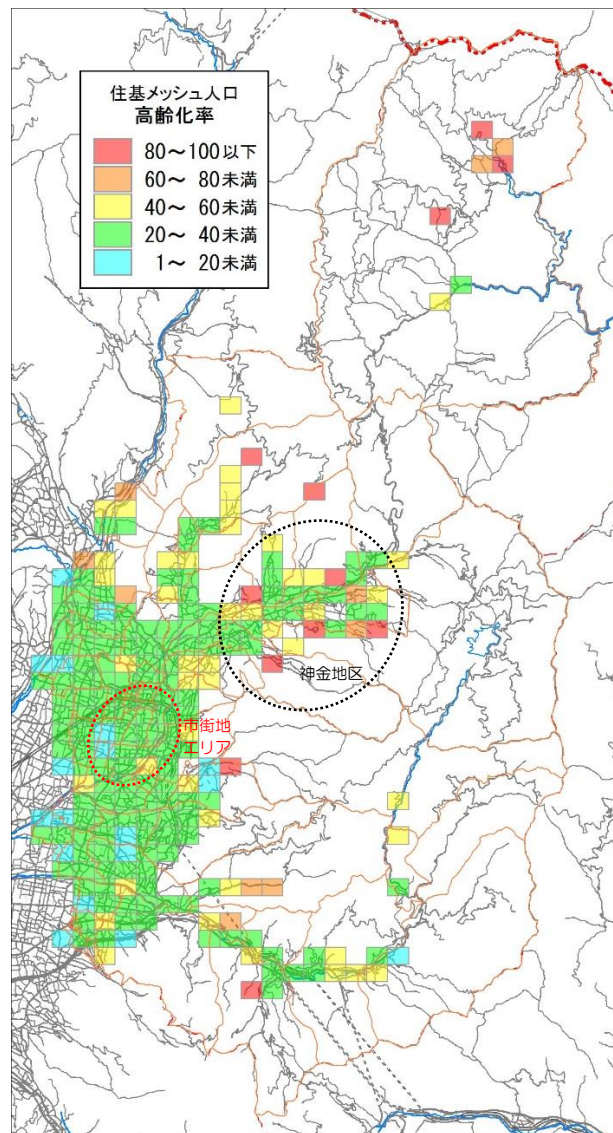 住基メッシュ人口
高齢化率
80～100以下
60～ 80未満
40～ 60未満
20～ 40未満
1～ 20未満
神金地区
市街地
エリア